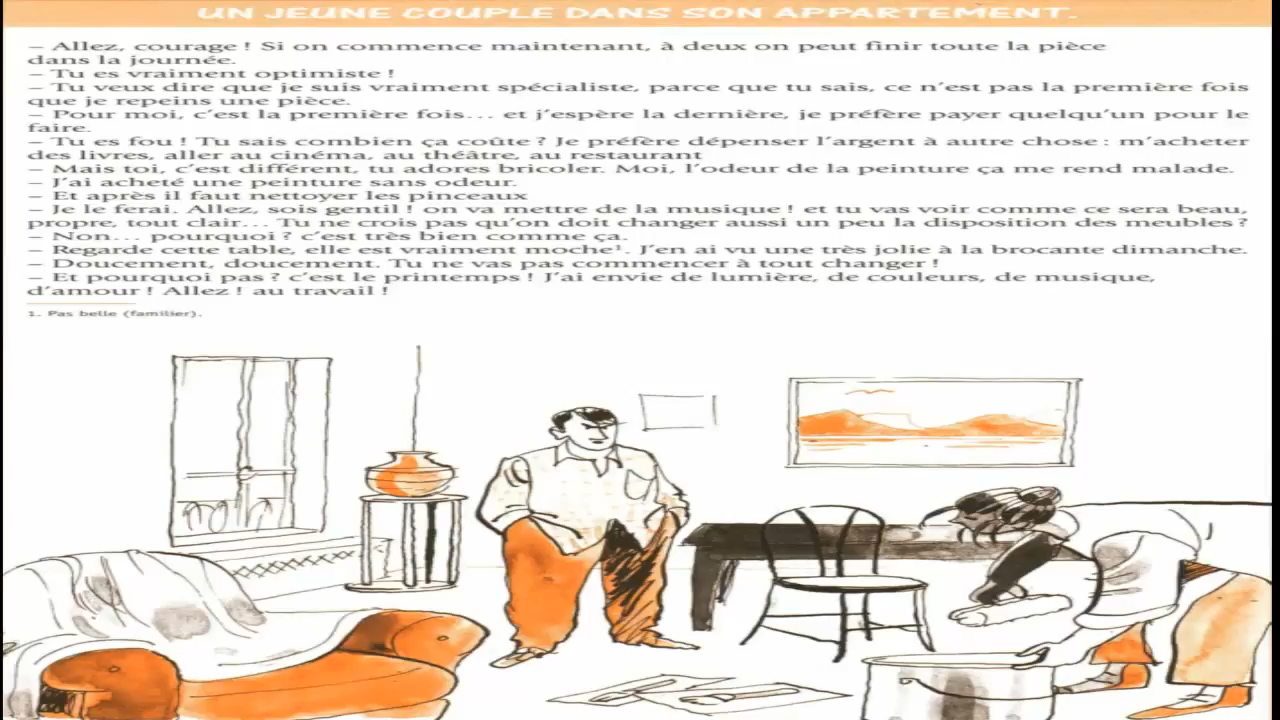 UN JEUNE COUPLE DANS SON APPARTEMENT.
– Allez, courage ! Si on commence maintenant, à deux on peut finir toute la pièce
dans la journée.
– Tu es vraiment optimiste !
– Tu veux dire que je suis vraiment spécialiste, parce que tu sais, ce n'est pas la première fois
que je repeins une pièce.
– Pour moi, c'est la première fois... et j'espère la dernière, je préfère payer quelqu'un pour le
faire.
– Tu es fou ! Tu sais combien ça coûte ? Je préfère dépenser l'argent à autre chose : m'acheter
des livres, aller au cinéma, au théâtre, au restaurant
– Mais toi, c'est différent, tu adores bricoler. Moi, l'odeur de la peinture ça me rend malade.
– J'ai acheté une peinture sans odeur.
– Et après il faut nettoyer les pinceaux
– Je le ferai. Allez, sois gentil ! on va mettre de la musique ! et tu vas voir comme ce sera beau,
propre, tout clair... Tu ne crois pas qu'on doit changer aussi un peu la disposition des meubles ?
– Non... pourquoi ? c'est très bien comme ça.
– Regarde cette table, elle est vraiment moche¹. J'en ai vu une très jolie à la brocante dimanche.
– Doucement, doucement. Tu ne vas pas commencer à tout changer !
– Et pourquoi pas ? c'est le printemps ! J'ai envie de lumière, de couleurs, de musique,
d'amour ! Allez ! au travail !
1. Pas belle (familier).